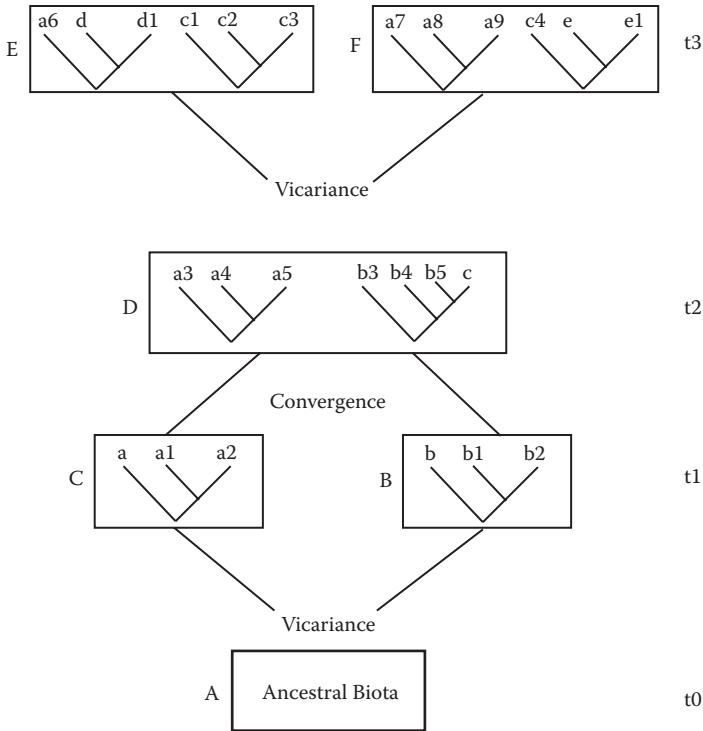 a6 d d1 c1 c2 c3 a7 a8 a9 c4 e e1
E F t3
Vicariance
a3 a4 a5 b3 b4 b5 c
D t2
Convergence
a a1 a2 b b1 b2
C B t1
Vicariance
A Ancestral Biota t0